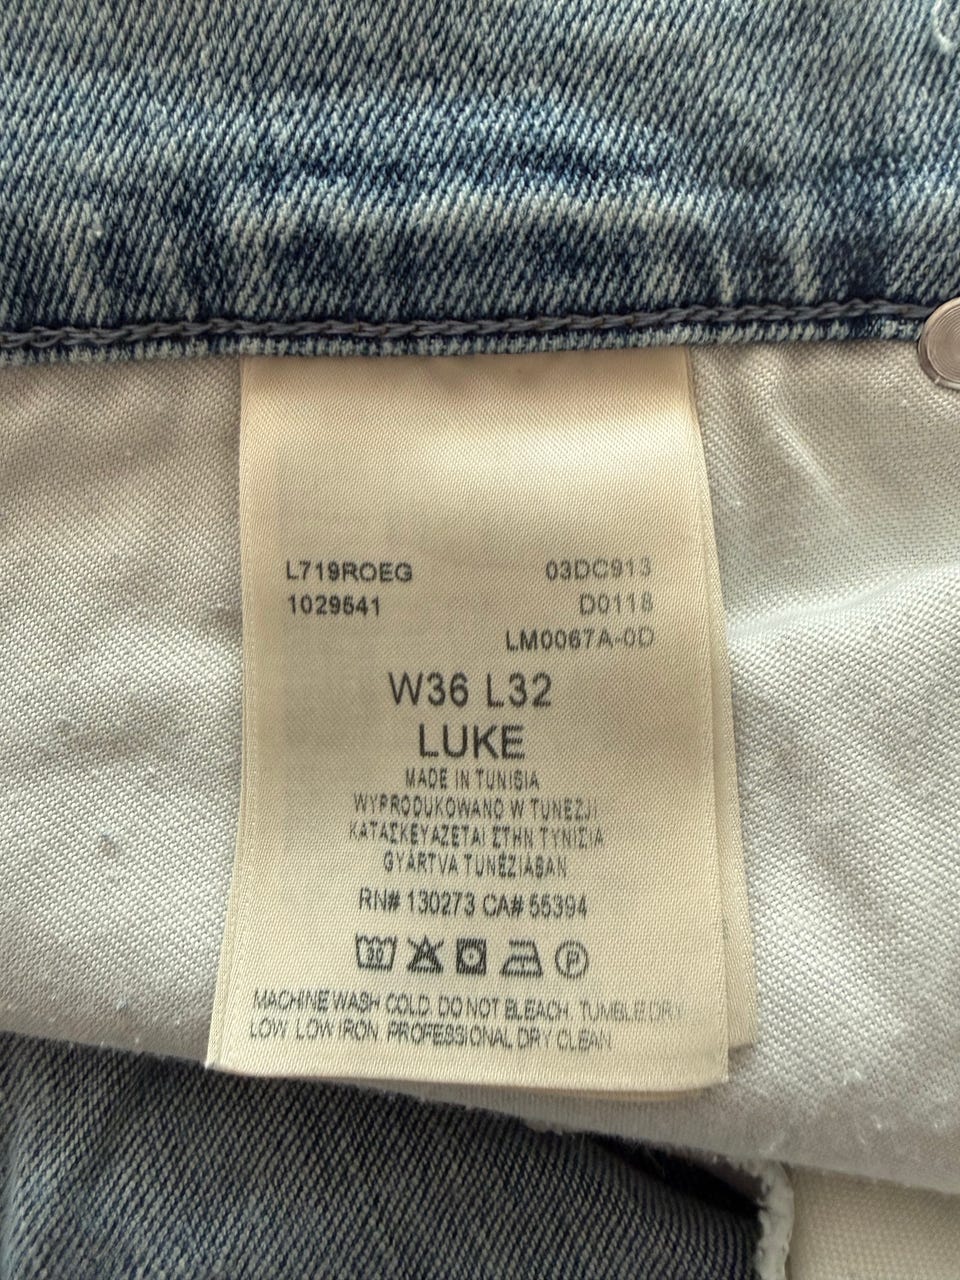 L719ROEG 03DC913
1029541 D0118
LM0067A-0D
W36 L32
LUKE
MADE IN TUNISIA
WYPRODUKOWANO W TUNEZJI
ΚΑΤΑΣΚΕΥΑΖΕΤΑΙ ΣΤΗΝ ΤΥΝΙΣΙΑ
GYÁRTVA TUNÉZIÁBAN
RN# 130273 CA# 55394
30 P
MACHINE WASH COLD. DO NOT BLEACH. TUMBLE DRY
LOW. LOW IRON. PROFESSIONAL DRY CLEAN.